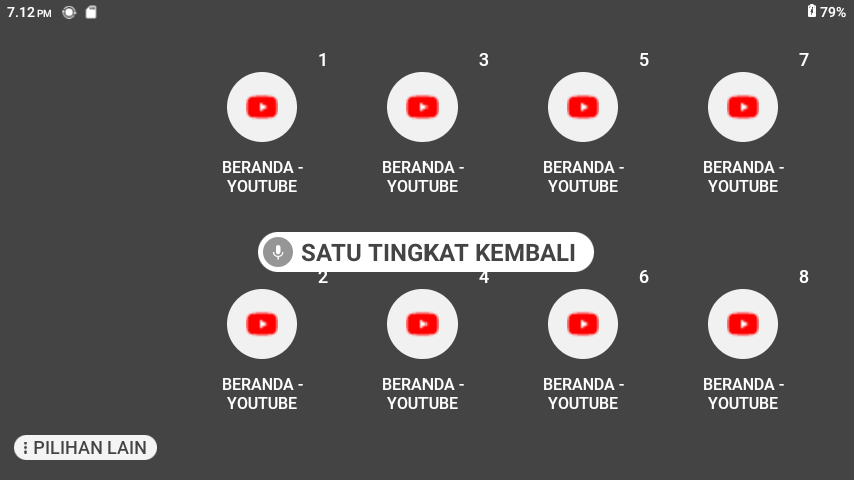 7.12 PM
79%
1
3
5
7
BERANDA -
YOUTUBE
BERANDA -
YOUTUBE
BERANDA -
YOUTUBE
BERANDA -
YOUTUBE
SATU TINGKAT KEMBALI
2
4
6
8
BERANDA -
YOUTUBE
BERANDA -
YOUTUBE
BERANDA -
YOUTUBE
BERANDA -
YOUTUBE
PILIHAN LAIN